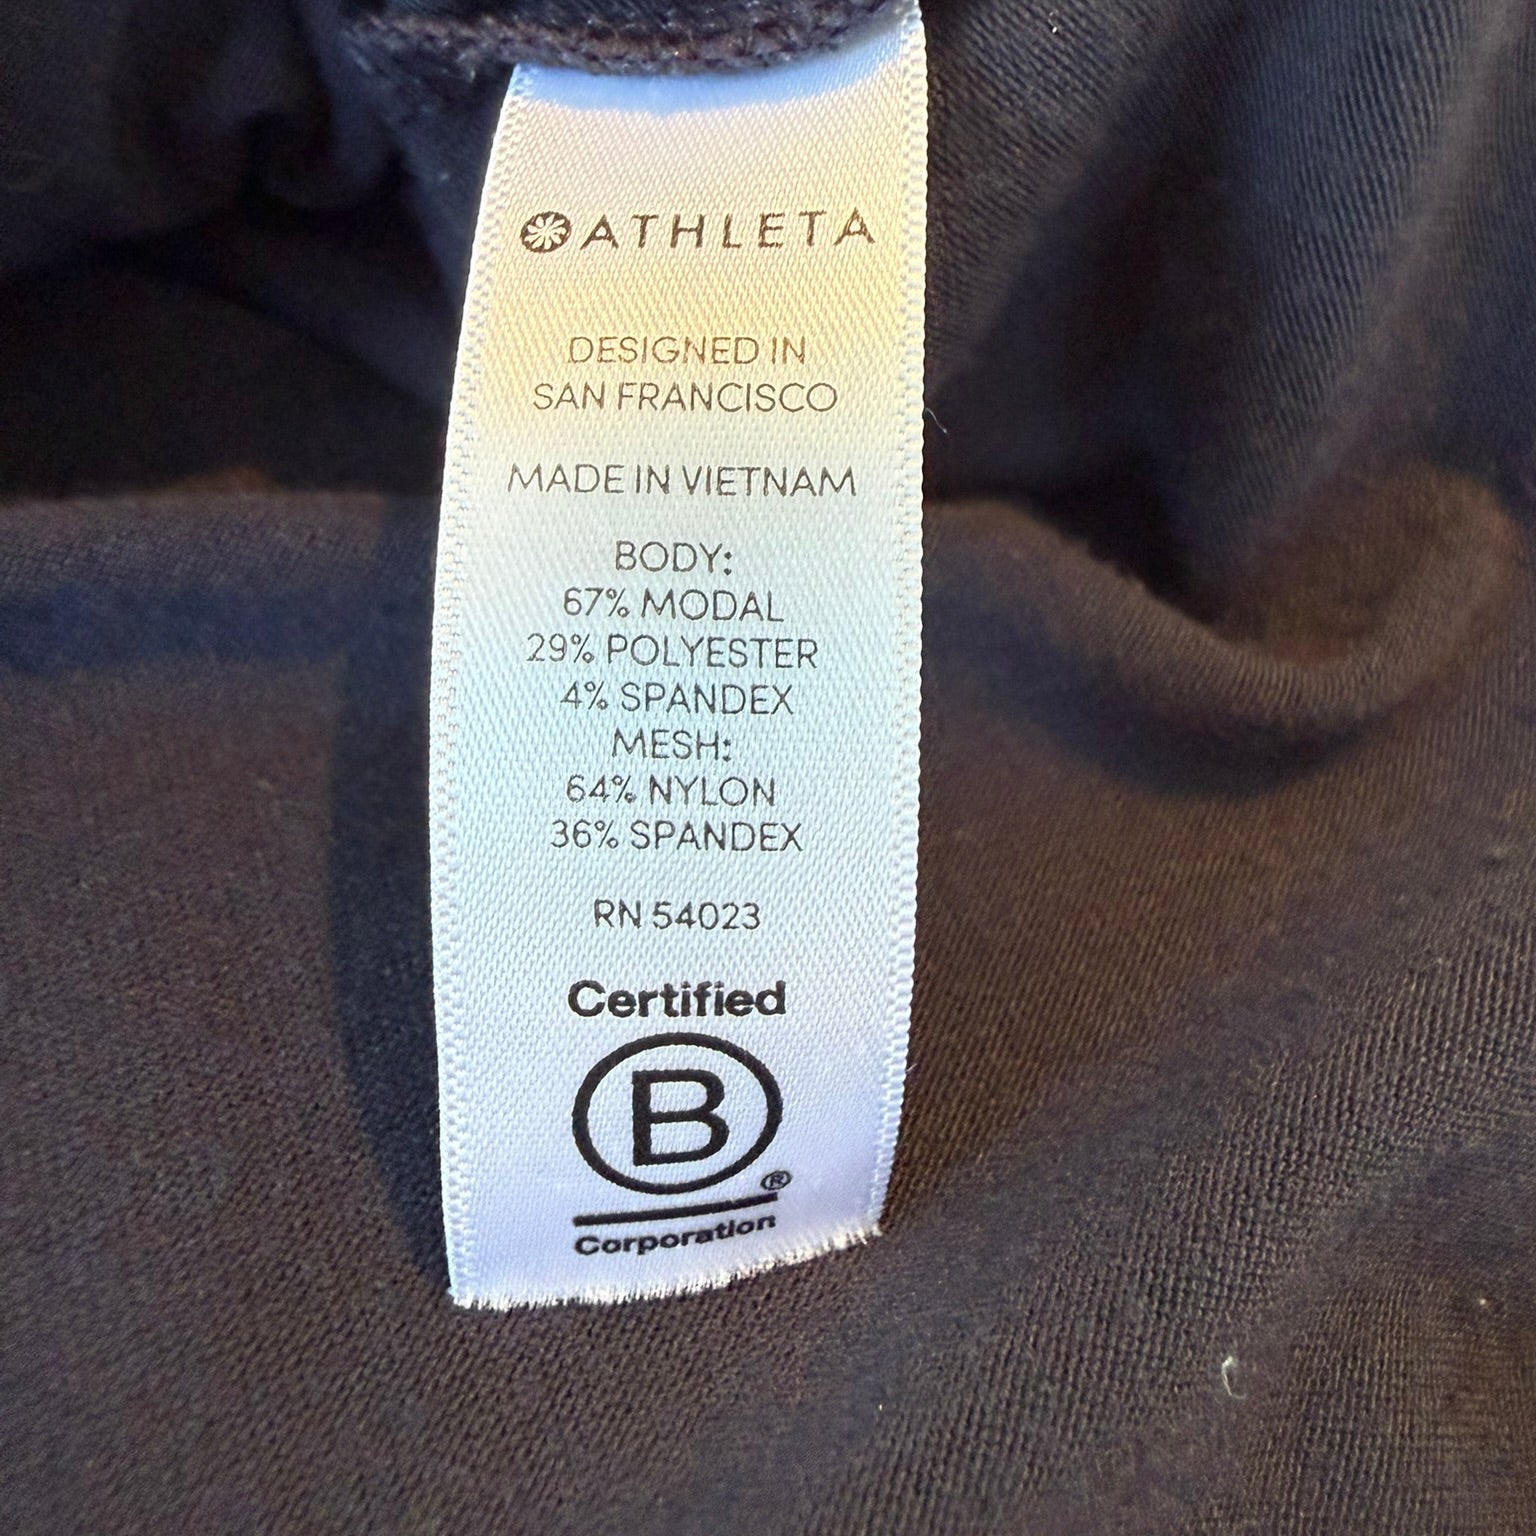 ATHLETA
DESIGNED IN
SAN FRANCISCO
MADE IN VIETNAM
BODY:
67% MODAL
29% POLYESTER
4% SPANDEX
MESH:
64% NYLON
36% SPANDEX
RN 54023
Certified
B
®
Corporation